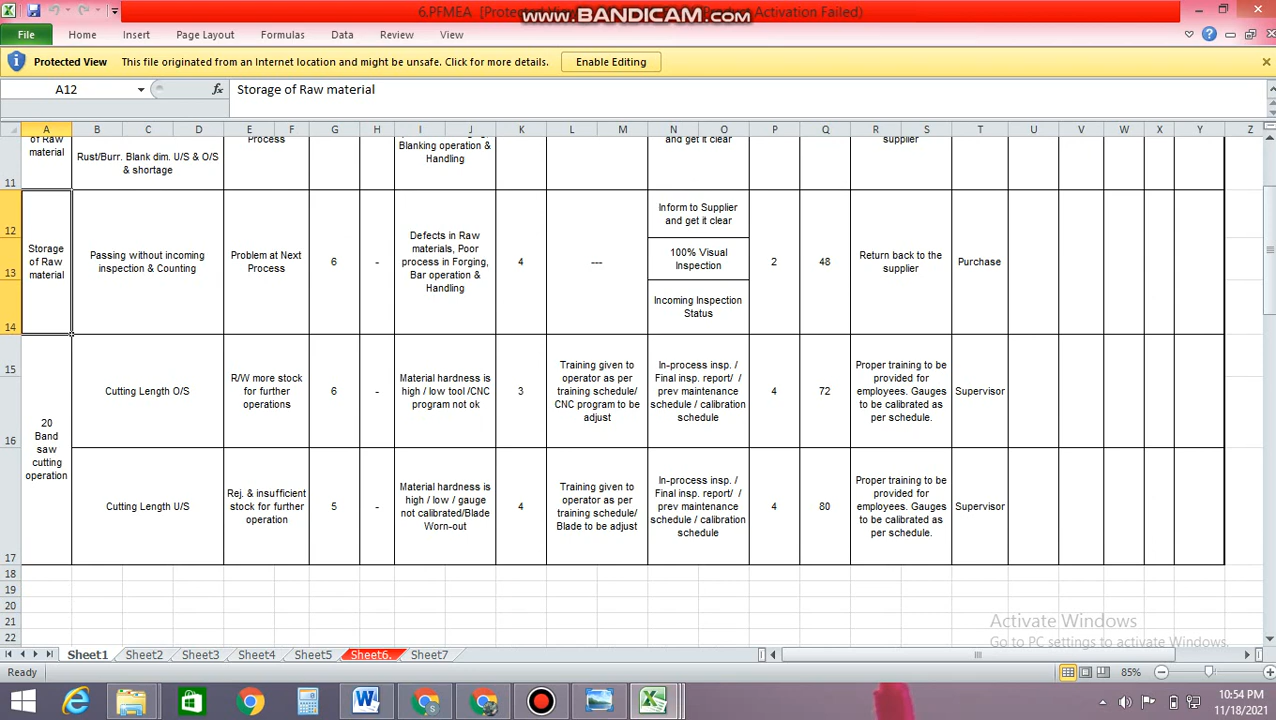 6.PFMEA [Protected V
www.BANDICAM.com
duct Activation Failed)
File Home Insert Page Layout Formulas Data Review View
Protected View This file originated from an Internet location and might be unsafe. Click for more details. Enable Editing
A12 fx Storage of Raw material
A B C D E F G H I J K L M N O P Q R S T U V W X Y Z
of Raw
material
Rust/Burr. Blank dim. U/S & O/S
& shortage
Process
Blanking operation &
Handling
and get it clear
supplier
11
12
13
14
Storage
of Raw
material
Passing without incoming
inspection & Counting
Problem at Next
Process
6
-
Defects in Raw
materials, Poor
process in Forging,
Bar operation &
Handling
4
---
Inform to Supplier
and get it clear
100% Visual
Inspection
Incoming Inspection
Status
2
48
Return back to the
supplier
Purchase
15
16
20
Band
saw
cutting
operation
Cutting Length O/S
R/W more stock
for further
operations
6
-
Material hardness is
high / low tool /CNC
program not ok
3
Training given to
operator as per
training schedule/
CNC program to be
adjust
In-process insp. /
Final insp. report/ /
prev maintenance
schedule / calibration
schedule
4
72
Proper training to be
provided for
employees. Gauges
to be calibrated as
per schedule.
Supervisor
17
Cutting Length U/S
Rej. & insufficient
stock for further
operation
5
-
Material hardness is
high / low / gauge
not calibrated/Blade
Worn-out
4
Training given to
operator as per
training schedule/
Blade to be adjust
In-process insp. /
Final insp. report/ /
prev maintenance
schedule / calibration
schedule
4
80
Proper training to be
provided for
employees. Gauges
to be calibrated as
per schedule.
Supervisor
18
19
20
21
22
Activate Windows
Go to PC settings to activate Windows.
Sheet1 Sheet2 Sheet3 Sheet4 Sheet5 Sheet6. Sheet7
Ready
85%
10:54 PM
11/18/2021